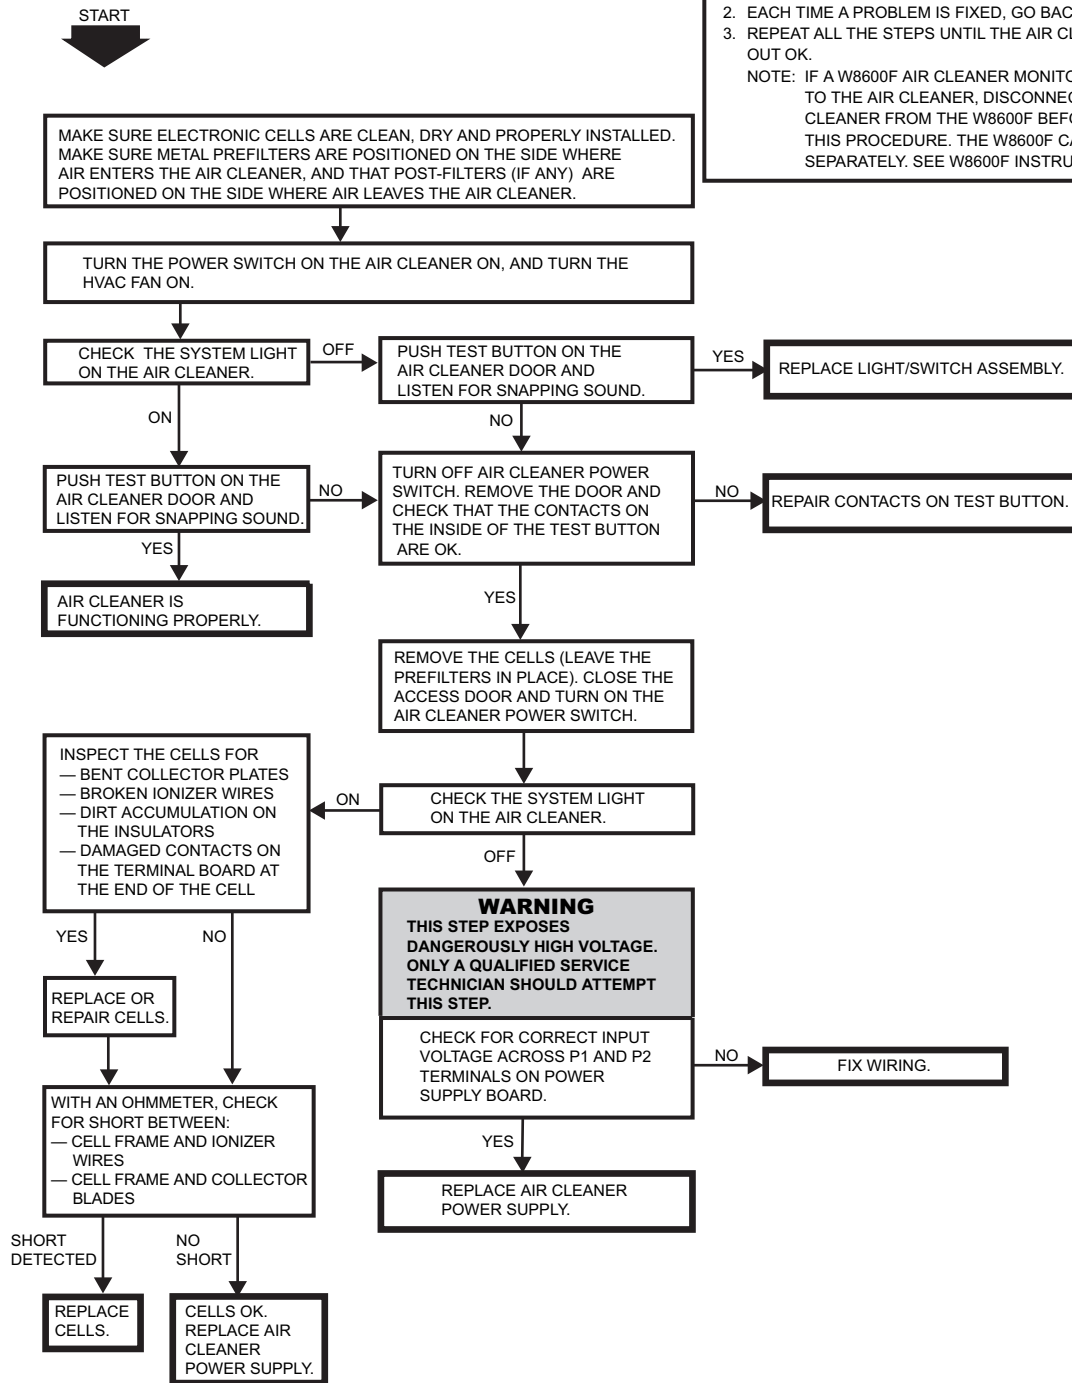 START
2. EACH TIME A PROBLEM IS FIXED, GO BAC
3. REPEAT ALL THE STEPS UNTIL THE AIR CL
OUT OK.
NOTE: IF A W8600F AIR CLEANER MONITO
TO THE AIR CLEANER, DISCONNEC
CLEANER FROM THE W8600F BEFO
THIS PROCEDURE. THE W8600F CA
SEPARATELY. SEE W8600F INSTRU
MAKE SURE ELECTRONIC CELLS ARE CLEAN, DRY AND PROPERLY INSTALLED.
MAKE SURE METAL PREFILTERS ARE POSITIONED ON THE SIDE WHERE
AIR ENTERS THE AIR CLEANER, AND THAT POST-FILTERS (IF ANY) ARE
POSITIONED ON THE SIDE WHERE AIR LEAVES THE AIR CLEANER.
TURN THE POWER SWITCH ON THE AIR CLEANER ON, AND TURN THE
HVAC FAN ON.
CHECK THE SYSTEM LIGHT
ON THE AIR CLEANER.
OFF
PUSH TEST BUTTON ON THE
AIR CLEANER DOOR AND
LISTEN FOR SNAPPING SOUND.
YES
REPLACE LIGHT/SWITCH ASSEMBLY.
ON
NO
PUSH TEST BUTTON ON THE
AIR CLEANER DOOR AND
LISTEN FOR SNAPPING SOUND.
NO
TURN OFF AIR CLEANER POWER
SWITCH. REMOVE THE DOOR AND
CHECK THAT THE CONTACTS ON
THE INSIDE OF THE TEST BUTTON
ARE OK.
NO
REPAIR CONTACTS ON TEST BUTTON.
YES
AIR CLEANER IS
FUNCTIONING PROPERLY.
YES
REMOVE THE CELLS (LEAVE THE
PREFILTERS IN PLACE). CLOSE THE
ACCESS DOOR AND TURN ON THE
AIR CLEANER POWER SWITCH.
INSPECT THE CELLS FOR
— BENT COLLECTOR PLATES
— BROKEN IONIZER WIRES
— DIRT ACCUMULATION ON
THE INSULATORS
— DAMAGED CONTACTS ON
THE TERMINAL BOARD AT
THE END OF THE CELL
ON
CHECK THE SYSTEM LIGHT
ON THE AIR CLEANER.
OFF
WARNING
THIS STEP EXPOSES
DANGEROUSLY HIGH VOLTAGE.
ONLY A QUALIFIED SERVICE
TECHNICIAN SHOULD ATTEMPT
THIS STEP.
YES
NO
REPLACE OR
REPAIR CELLS.
CHECK FOR CORRECT INPUT
VOLTAGE ACROSS P1 AND P2
TERMINALS ON POWER
SUPPLY BOARD.
NO
FIX WIRING.
WITH AN OHMMETER, CHECK
FOR SHORT BETWEEN:
— CELL FRAME AND IONIZER
WIRES
— CELL FRAME AND COLLECTOR
BLADES
YES
REPLACE AIR CLEANER
POWER SUPPLY.
SHORT
DETECTED
NO
SHORT
REPLACE
CELLS.
CELLS OK.
REPLACE AIR
CLEANER
POWER SUPPLY.